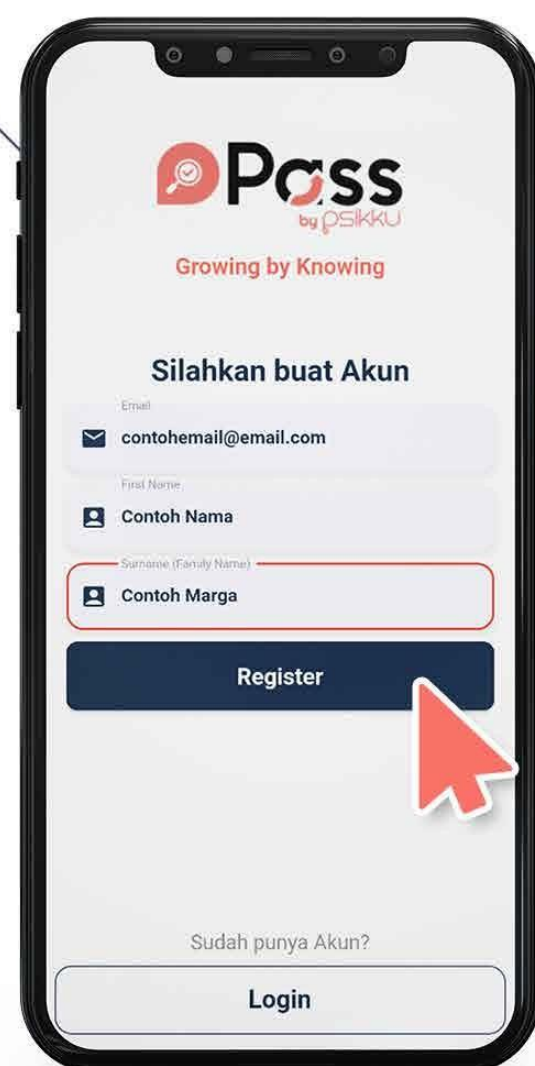 Pass
by psikku
Growing by Knowing
Silahkan buat Akun
Email
contohemail@email.com
First Name
Contoh Nama
Surname (Family Name)
Contoh Marga
Register
Sudah punya Akun?
Login